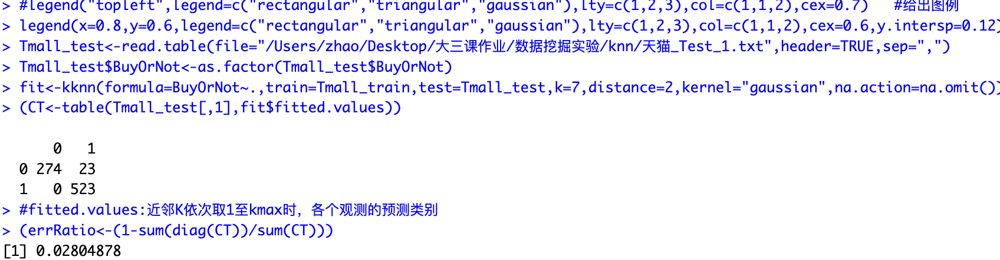 > #legend("topleft",legend=c("rectangular","triangular","gaussian"),lty=c(1,2,3),col=c(1,1,2),cex=0.7)   #给出图例
> legend(x=0.8,y=0.6,legend=c("rectangular","triangular","gaussian"),lty=c(1,2,3),col=c(1,1,2),cex=0.6,y.intersp=0.12)
> Tmall_test<-read.table(file="/Users/zhao/Desktop/大三课作业/数据挖掘实验/knn/天猫_Test_1.txt",header=TRUE,sep=",")
> Tmall_test$BuyOrNot<-as.factor(Tmall_test$BuyOrNot)
> fit<-kknn(formula=BuyOrNot~.,train=Tmall_train,test=Tmall_test,k=7,distance=2,kernel="gaussian",na.action=na.omit())
> (CT<-table(Tmall_test[,1],fit$fitted.values))
      0   1
  0 274  23
  1   0 523
> #fitted.values:近邻K依次取1至kmax时，各个观测的预测类别
> (errRatio<-(1-sum(diag(CT))/sum(CT)))
[1] 0.02804878